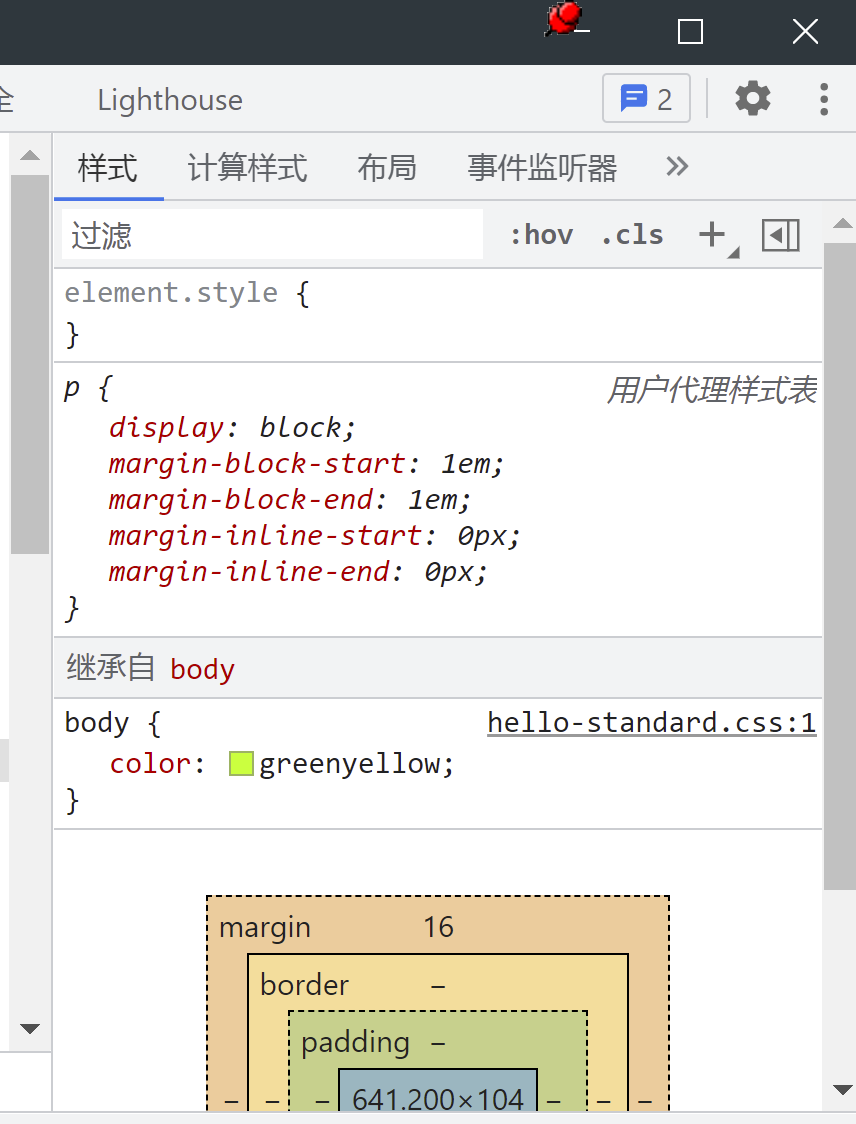 全 Lighthouse 2
样式 计算样式 布局 事件监听器 »
过滤 :hov .cls +
element.style {
}
p { 用户代理样式表
display: block;
margin-block-start: 1em;
margin-block-end: 1em;
margin-inline-start: 0px;
margin-inline-end: 0px;
}
继承自 body
body { hello-standard.css:1
color: greenyellow;
}
margin 16
border –
padding –
– – – 641.200×104 – – –